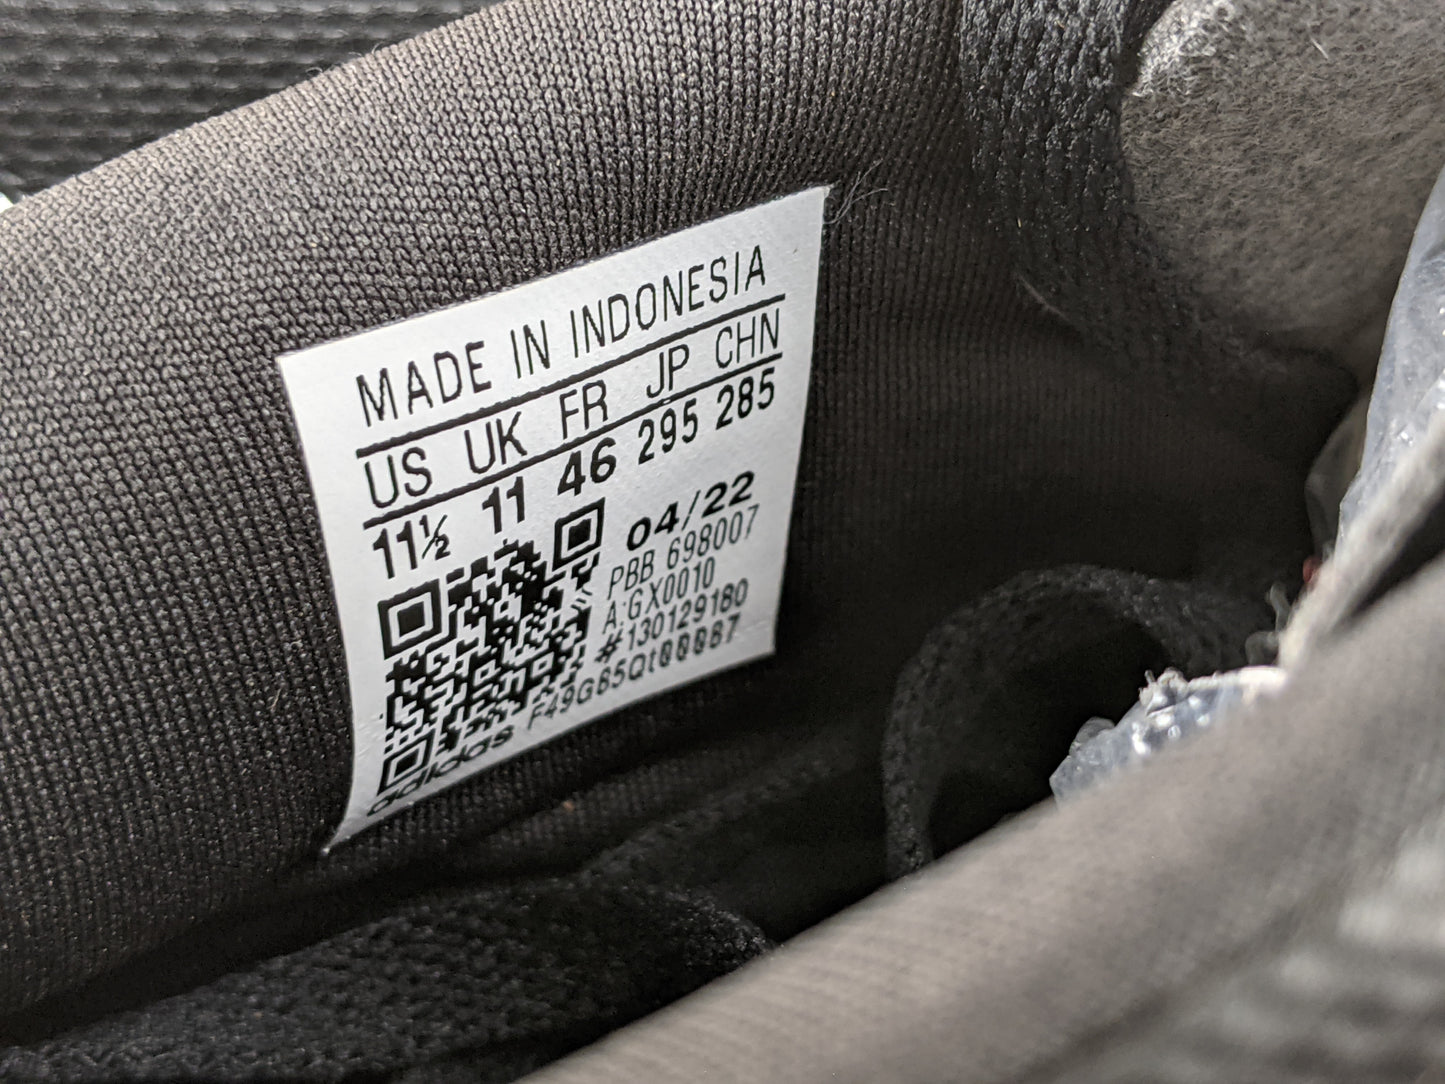 MADE IN INDONESIA
US UK FR JP CHN
11½ 11 46 295 285
04/22
PBB 698007
A:GX0010
#130129180
F49G65Qt00087
adidas